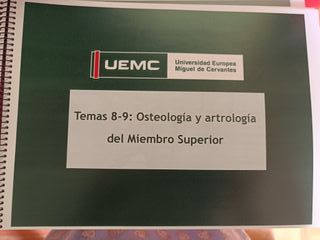 UEMC
Universidad Europea
Miguel de Cervantes
Temas 8-9: Osteología y artrología
del Miembro Superior